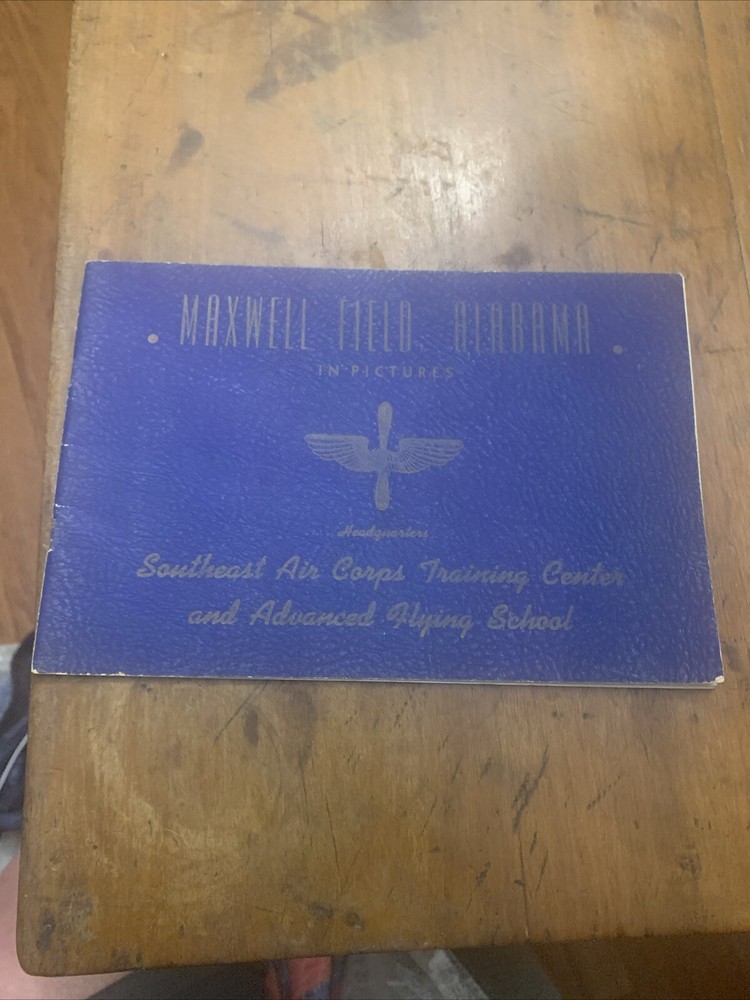 • MAXWELL FIELD, ALABAMA •
IN PICTURES
Headquarters
Southeast Air Corps Training Center
and Advanced Flying School